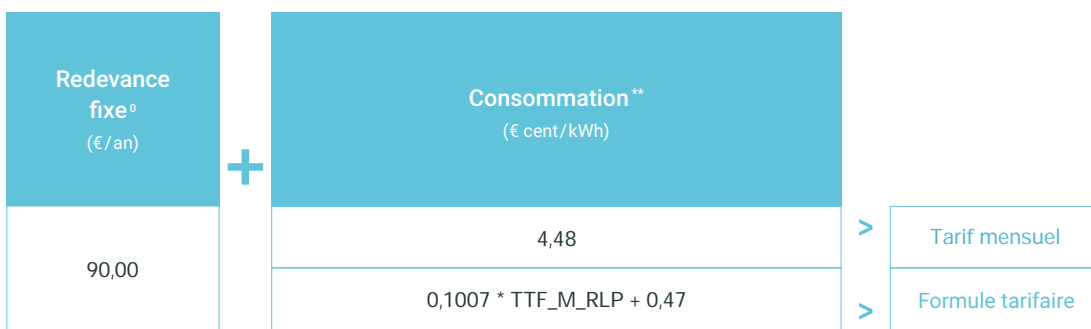 Redevance
fixe⁰
(€/an)
+
Consommation**
(€ cent/kWh)
90,00
4,48
> Tarif mensuel
0,1007 * TTF_M_RLP + 0,47
> Formule tarifaire